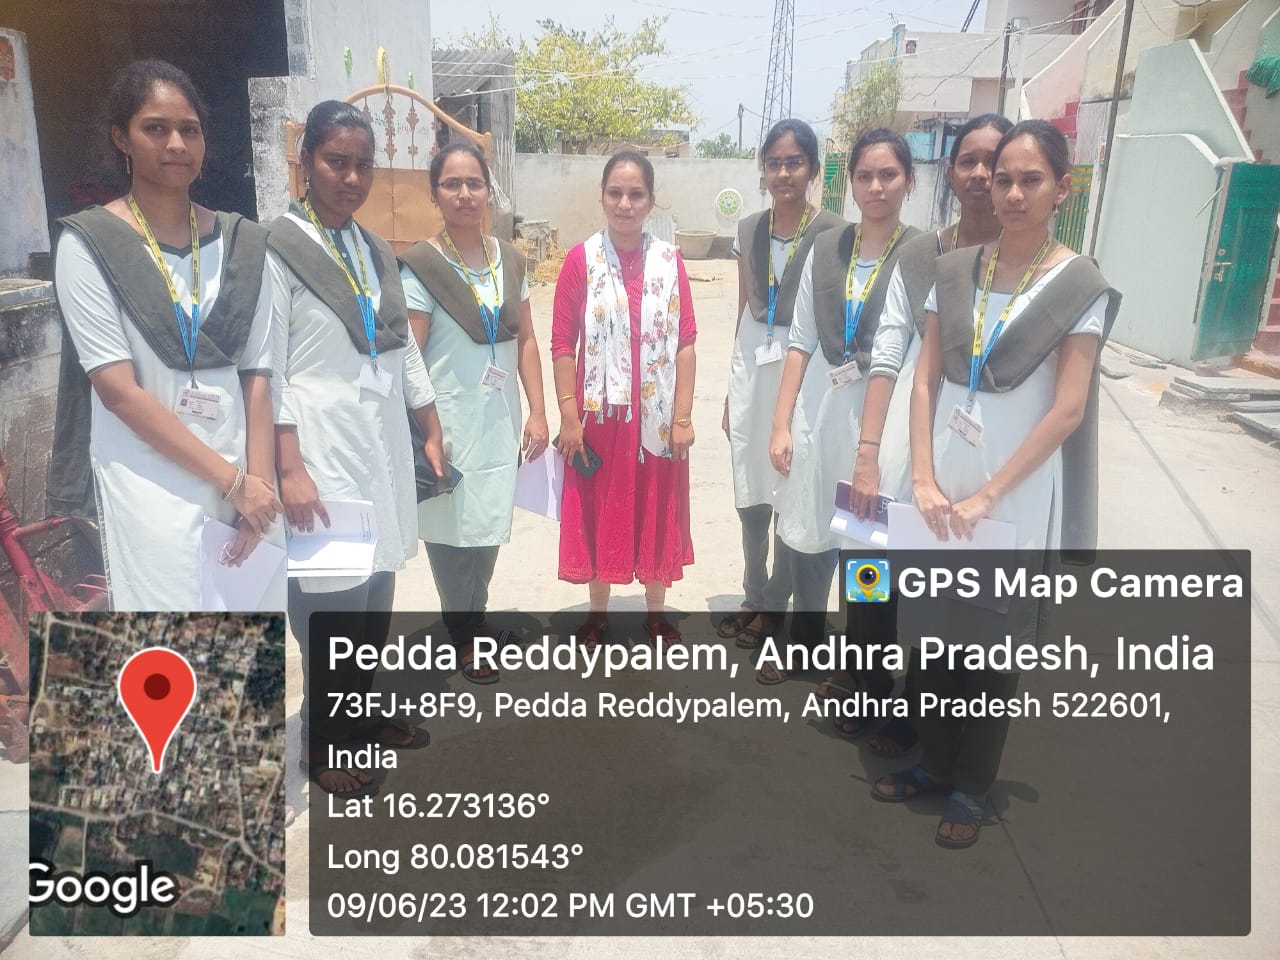 GPS Map Camera
Pedda Reddypalem, Andhra Pradesh, India
73FJ+8F9, Pedda Reddypalem, Andhra Pradesh 522601,
India
Lat 16.273136°
Long 80.081543°
09/06/23 12:02 PM GMT +05:30
Google